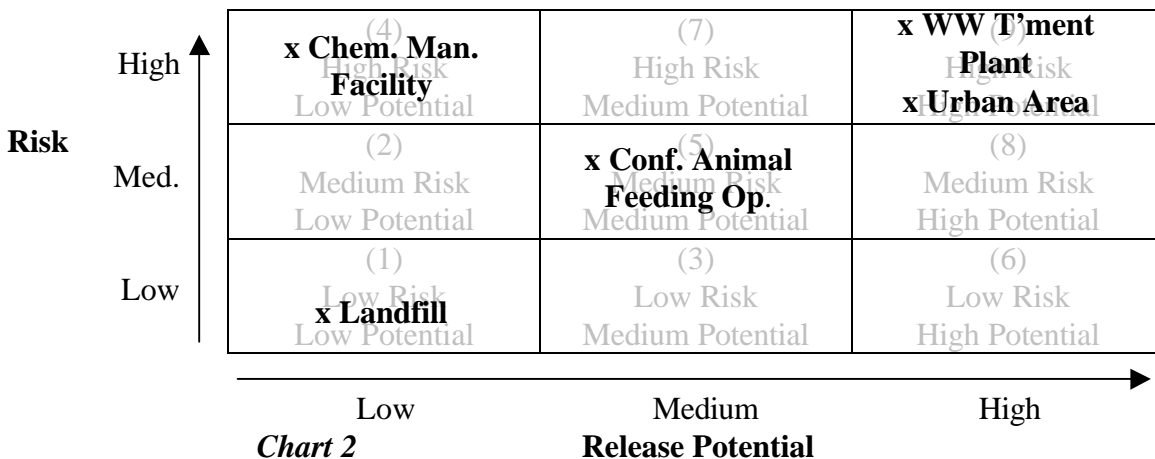 (4)
x Chem. Man.
High Risk
Facility
Low Potential
(7)
High Risk
Medium Potential
(9)
x WW T’ment
Plant
High Risk
x Urban Area
High Potential
High
Risk
(2)
Medium Risk
Low Potential
(5)
x Conf. Animal
Medium Risk
Feeding Op.
Medium Potential
(8)
Medium Risk
High Potential
Med.
(1)
Low Risk
x Landfill
Low Potential
(3)
Low Risk
Medium Potential
(6)
Low Risk
High Potential
Low
Low Medium High
Chart 2 Release Potential